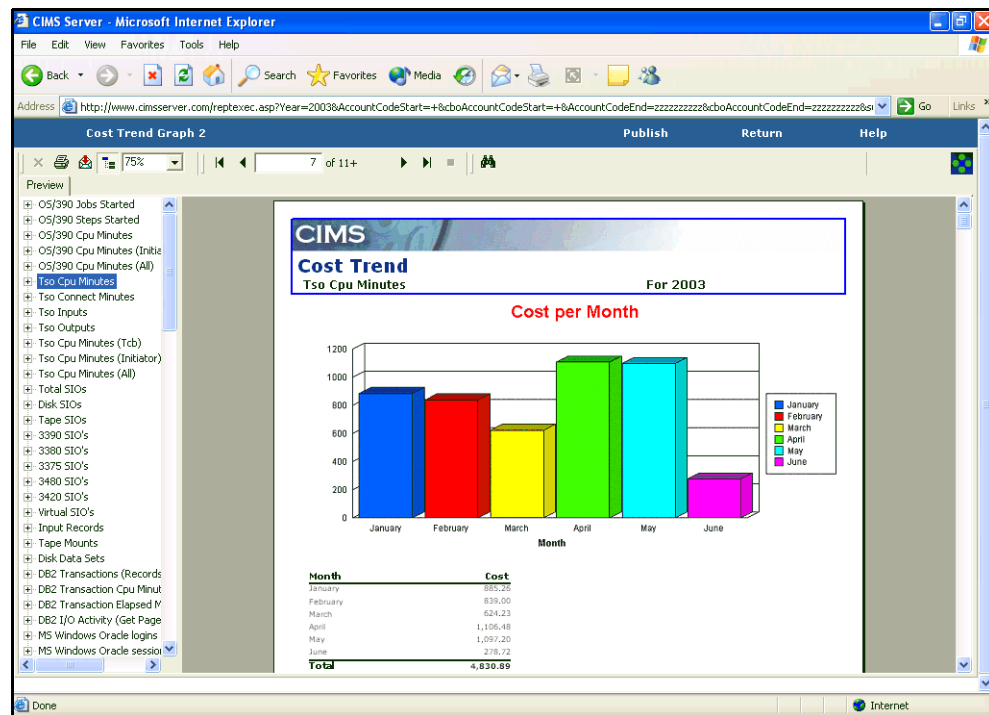 CIMS Server - Microsoft Internet Explorer
File Edit View Favorites Tools Help
Back Search Favorites Media
Address http://www.cimsserver.com/reptexec.asp?Year=2003&AccountCodeStart=+&cboAccountCodeStart=+&AccountCodeEnd=zzzzzzzzzz&cboAccountCodeEnd=zzzzzzzzzz&su Go Links »
Cost Trend Graph 2 Publish Return Help
75% 7 of 11+
Preview
OS/390 Jobs Started
OS/390 Steps Started
OS/390 Cpu Minutes
OS/390 Cpu Minutes (Initia
OS/390 Cpu Minutes (All)
Tso Cpu Minutes
Tso Connect Minutes
Tso Inputs
Tso Outputs
Tso Cpu Minutes (Tcb)
Tso Cpu Minutes (Initiator)
Tso Cpu Minutes (All)
Total SIOs
Disk SIOs
Tape SIOs
3390 SIO's
3380 SIO's
3375 SIO's
3480 SIO's
3420 SIO's
Virtual SIO's
Input Records
Tape Mounts
Disk Data Sets
DB2 Transactions (Records
DB2 Transaction Cpu Minut
DB2 Transaction Elapsed M
DB2 I/O Activity (Get Page
MS Windows Oracle logins
MS Windows Oracle session
CIMS
Cost Trend
Tso Cpu Minutes For 2003
Cost per Month
1200
1000
800
600
400
200
0
January February March April May June
Month
January
February
March
April
May
June
Month Cost
January 885.26
February 839.00
March 624.23
April 1,106.48
May 1,097.20
June 278.72
Total 4,830.89
Done Internet